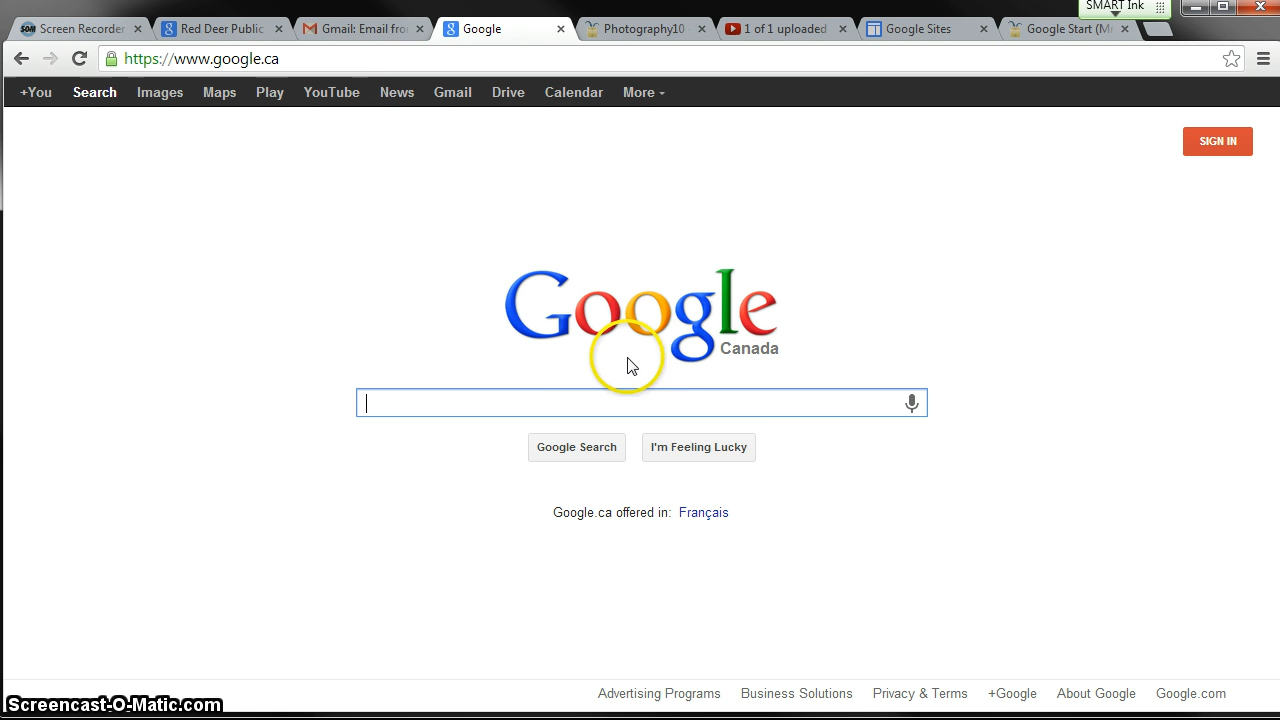 SMART Ink
Screen Recorder
Red Deer Public
Gmail: Email from
Google
Photography10
1 of 1 uploaded
Google Sites
Google Start (Mr
https://www.google.ca
+You Search Images Maps Play YouTube News Gmail Drive Calendar More
SIGN IN
Google
Canada
Google Search I'm Feeling Lucky
Google.ca offered in: Français
Advertising Programs Business Solutions Privacy & Terms +Google About Google Google.com
Screencast-O-Matic.com